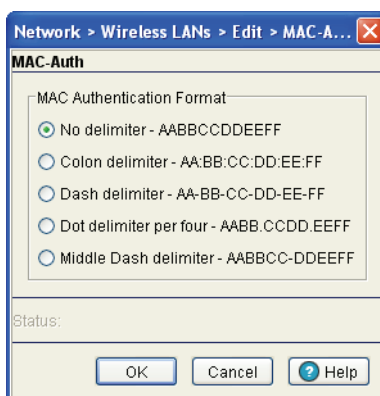 Network > Wireless LANs > Edit > MAC-A...
MAC-Auth
MAC Authentication Format
No delimiter - AABBCCDDEEFF
Colon delimiter - AA:BB:CC:DD:EE:FF
Dash delimiter - AA-BB-CC-DD-EE-FF
Dot delimiter per four - AABB.CCDD.EEFF
Middle Dash delimiter - AABBCC-DDEEFF
Status:
OK Cancel ? Help